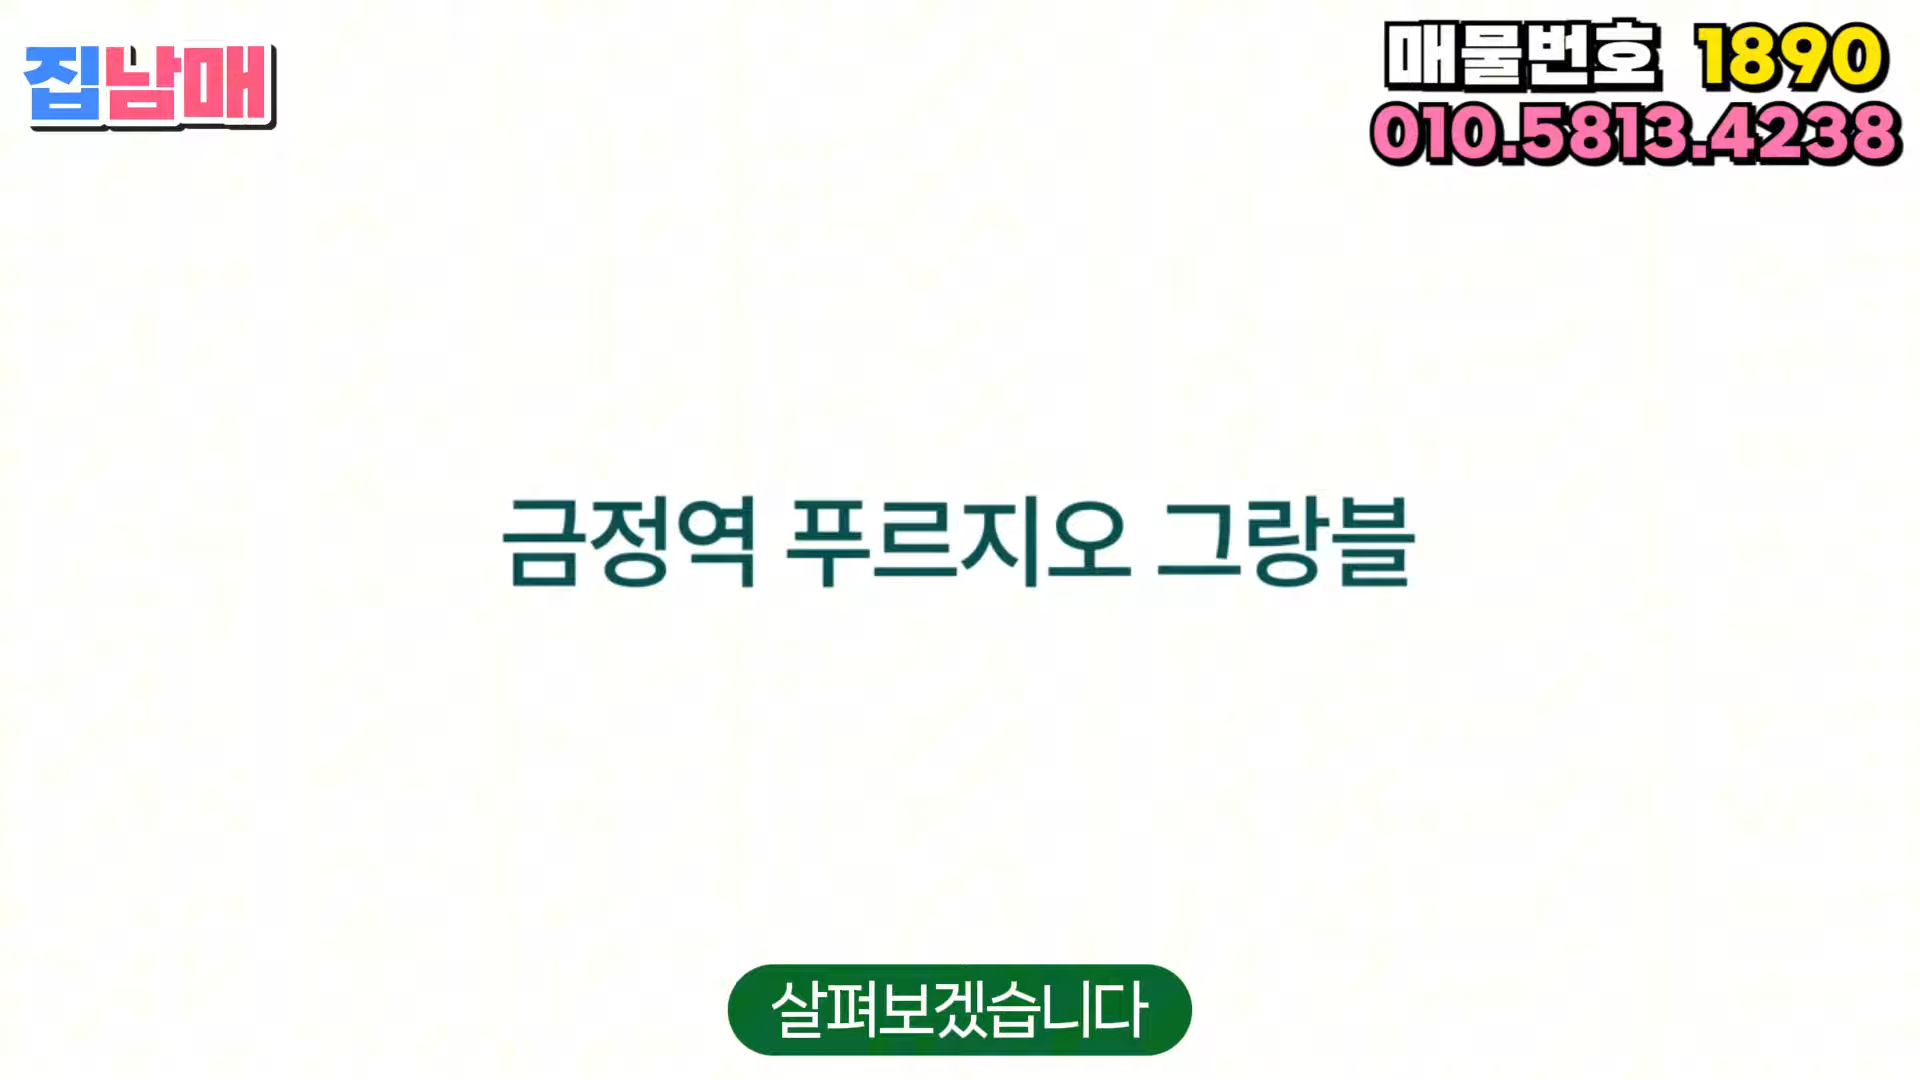 집남매
매물번호 1890
010.5813.4238
금정역 푸르지오 그랑블
살펴보겠습니다